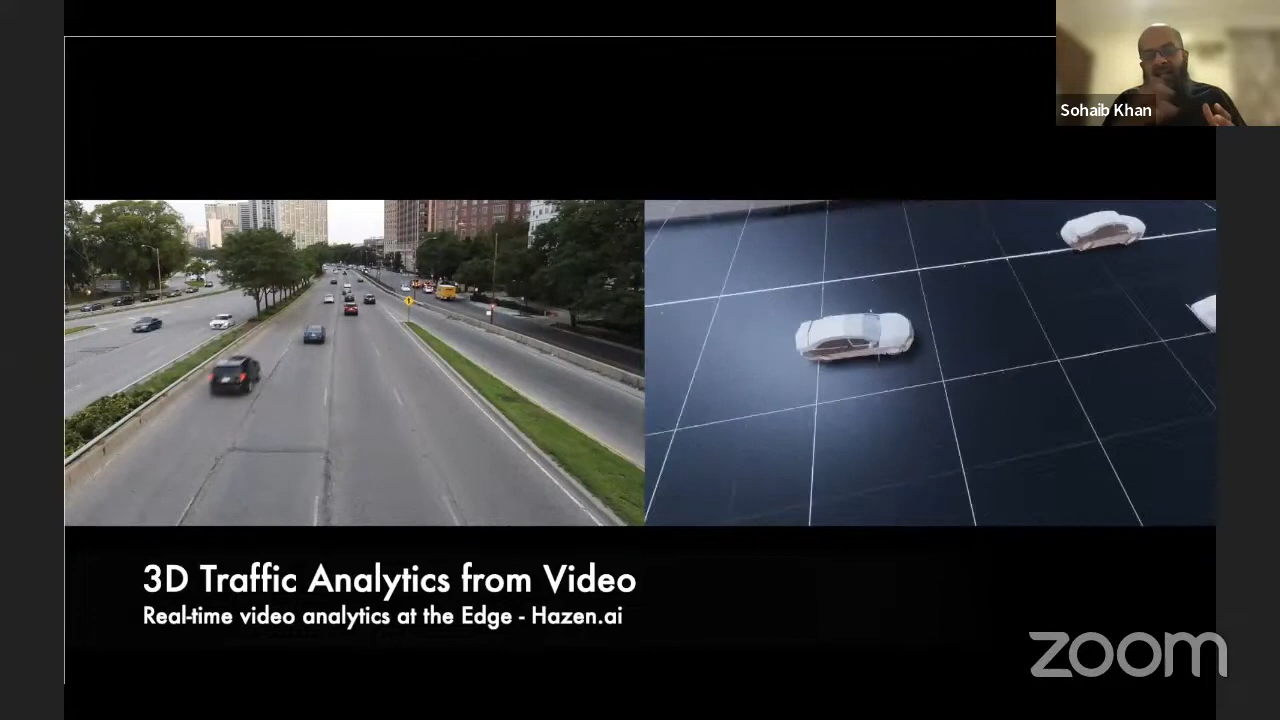 Sohaib Khan
3D Traffic Analytics from Video
Real-time video analytics at the Edge - Hazen.ai
zoom